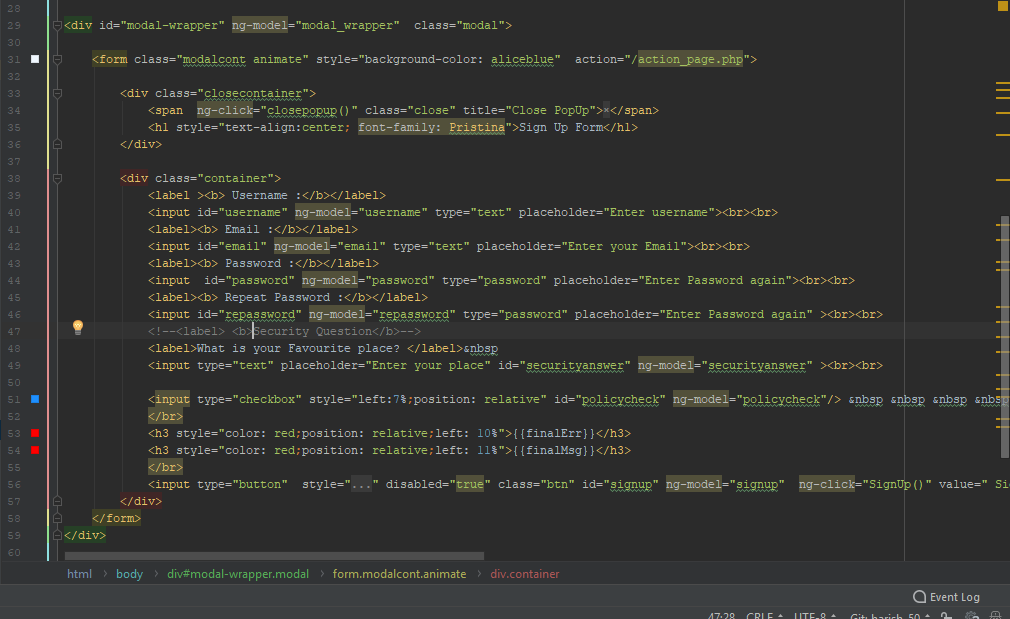 28
29 <div id="modal-wrapper" ng-model="modal_wrapper"  class="modal">
30
31     <form class="modalcont animate" style="background-color: aliceblue"  action="/action_page.php">
32
33         <div class="closecontainer">
34             <span  ng-click="closepopup()" class="close" title="Close PopUp">×</span>
35             <h1 style="text-align:center; font-family: Pristina">Sign Up Form</h1>
36         </div>
37
38         <div class="container">
39             <label ><b> Username :</b></label>
40             <input id="username" ng-model="username" type="text" placeholder="Enter username"><br><br>
41             <label><b> Email :</b></label>
42             <input id="email" ng-model="email" type="text" placeholder="Enter your Email"><br><br>
43             <label><b> Password :</b></label>
44             <input  id="password" ng-model="password" type="password" placeholder="Enter Password again"><br><br>
45             <label><b> Repeat Password :</b></label>
46             <input id="repassword" ng-model="repassword" type="password" placeholder="Enter Password again" ><br><br>
47             <!--<label> <b>Security Question</b>-->
48             <label>What is your Favourite place? </label>&nbsp
49             <input type="text" placeholder="Enter your place" id="securityanswer" ng-model="securityanswer" ><br><br>
50
51             <input type="checkbox" style="left:7%;position: relative" id="policycheck" ng-model="policycheck"/> &nbsp &nbsp &nbsp &nbsp
52             </br>
53             <h3 style="color: red;position: relative;left: 10%">{{finalErr}}</h3>
54             <h3 style="color: red;position: relative;left: 11%">{{finalMsg}}</h3>
55             </br>
56             <input type="button"  style="..." disabled="true" class="btn" id="signup" ng-model="signup"  ng-click="SignUp()" value=" Si
57         </div>
58     </form>
59 </div>
60
html › body › div#modal-wrapper.modal › form.modalcont.animate › div.container
Event Log
47:28 CRLF UTF-8 Git: harish_50